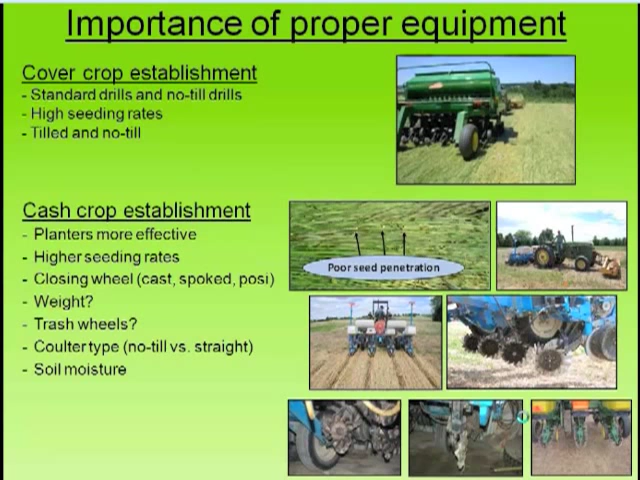 Importance of proper equipment
Cover crop establishment
- Standard drills and no-till drills
- High seeding rates
- Tilled and no-till
Cash crop establishment
- Planters more effective
- Higher seeding rates
- Closing wheel (cast, spoked, posi)
- Weight?
- Trash wheels?
- Coulter type (no-till vs. straight)
- Soil moisture
Poor seed penetration